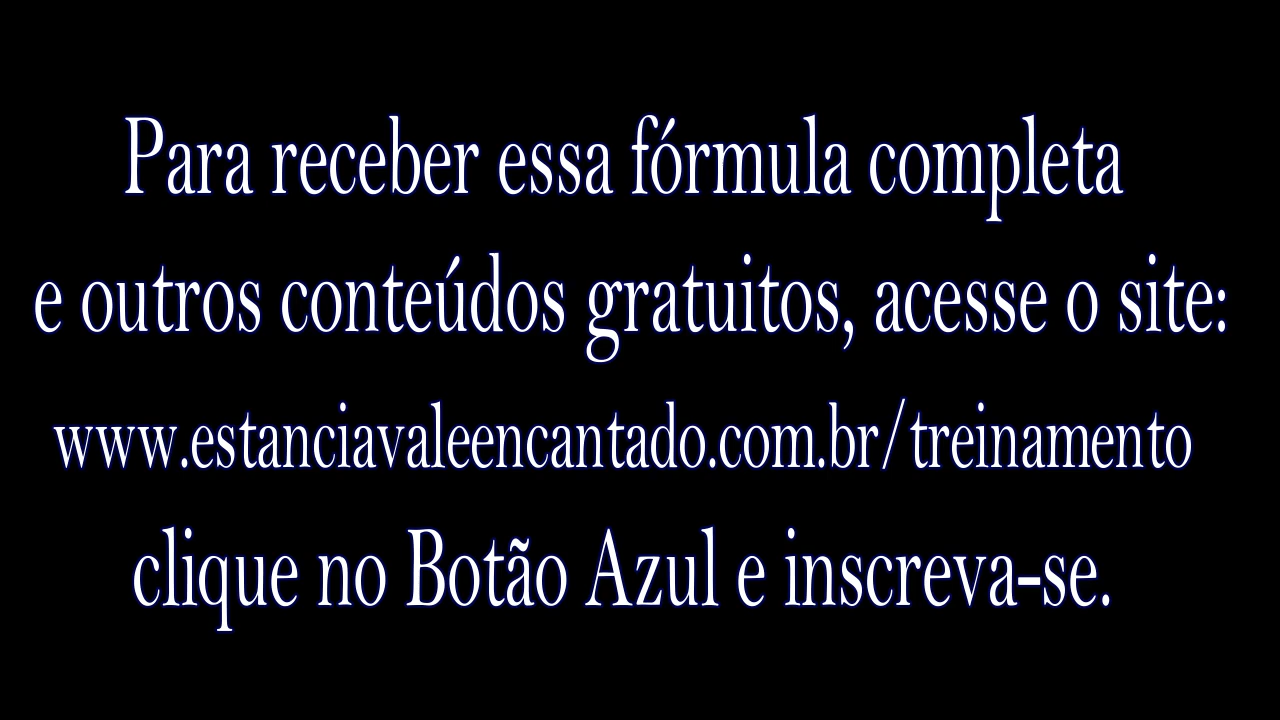 Para receber essa fórmula completa
e outros conteúdos gratuitos, acesse o site:
www.estanciavaleencantado.com.br/treinamento
clique no Botão Azul e inscreva-se.